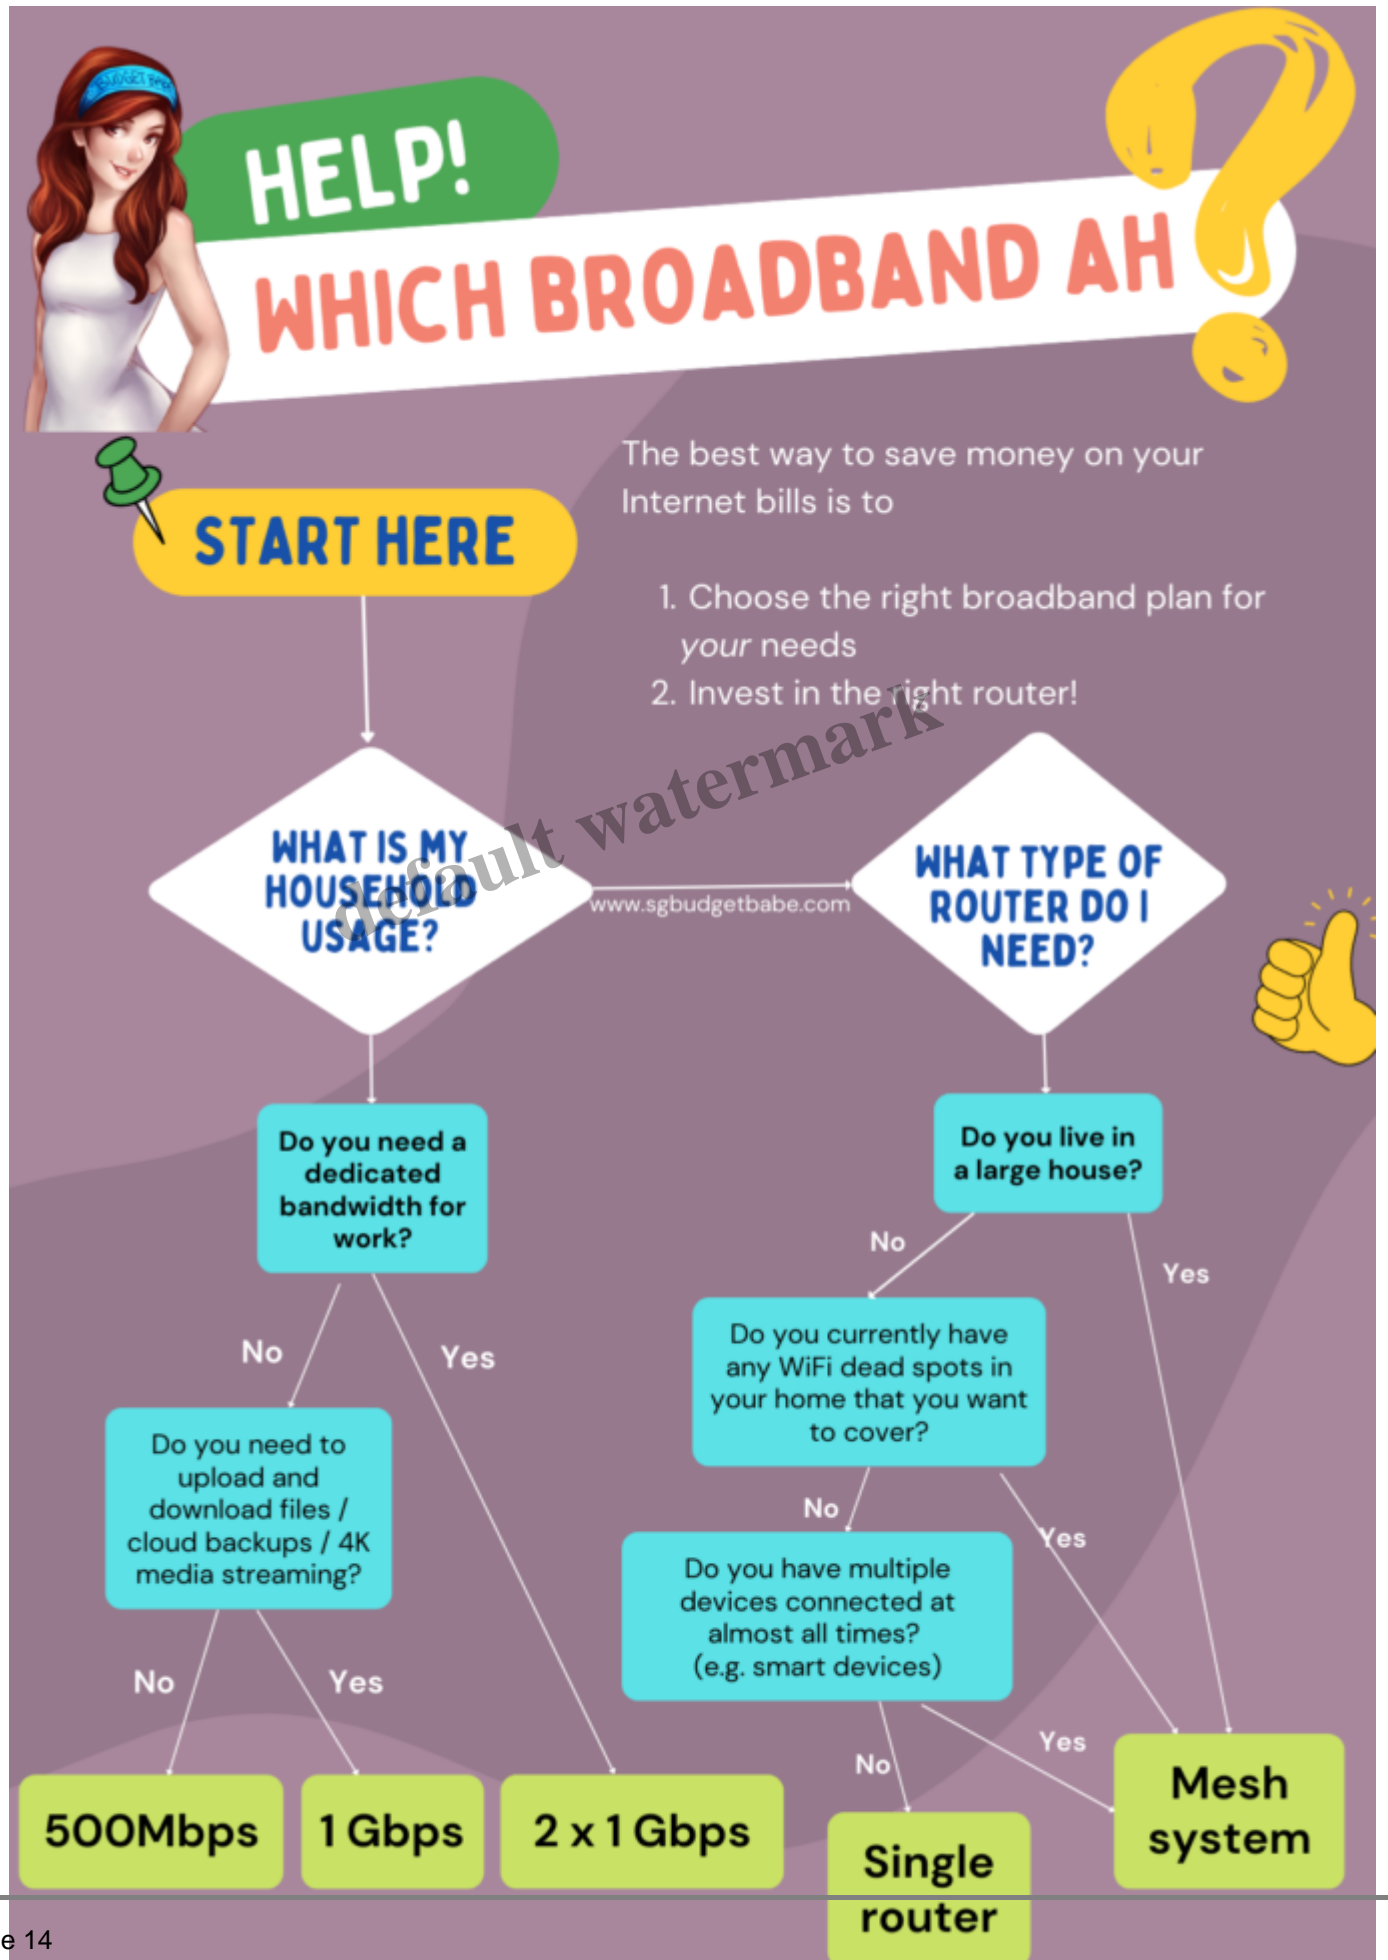 BUDGET BABE
HELP!
WHICH BROADBAND AH
START HERE
The best way to save money on your
Internet bills is to
1. Choose the right broadband plan for
your needs
2. Invest in the right router!
default watermark
WHAT IS MY
HOUSEHOLD
USAGE?
www.sgbudgetbabe.com
WHAT TYPE OF
ROUTER DO I
NEED?
Do you need a
dedicated
bandwidth for
work?
Do you live in
a large house?
No
Yes
No
Yes
Do you currently have
any WiFi dead spots in
your home that you want
to cover?
Do you need to
upload and
download files /
cloud backups / 4K
media streaming?
No
Yes
Do you have multiple
devices connected at
almost all times?
(e.g. smart devices)
No
Yes
Yes
No
500Mbps
1 Gbps
2 x 1 Gbps
Single
router
Mesh
system
e 14